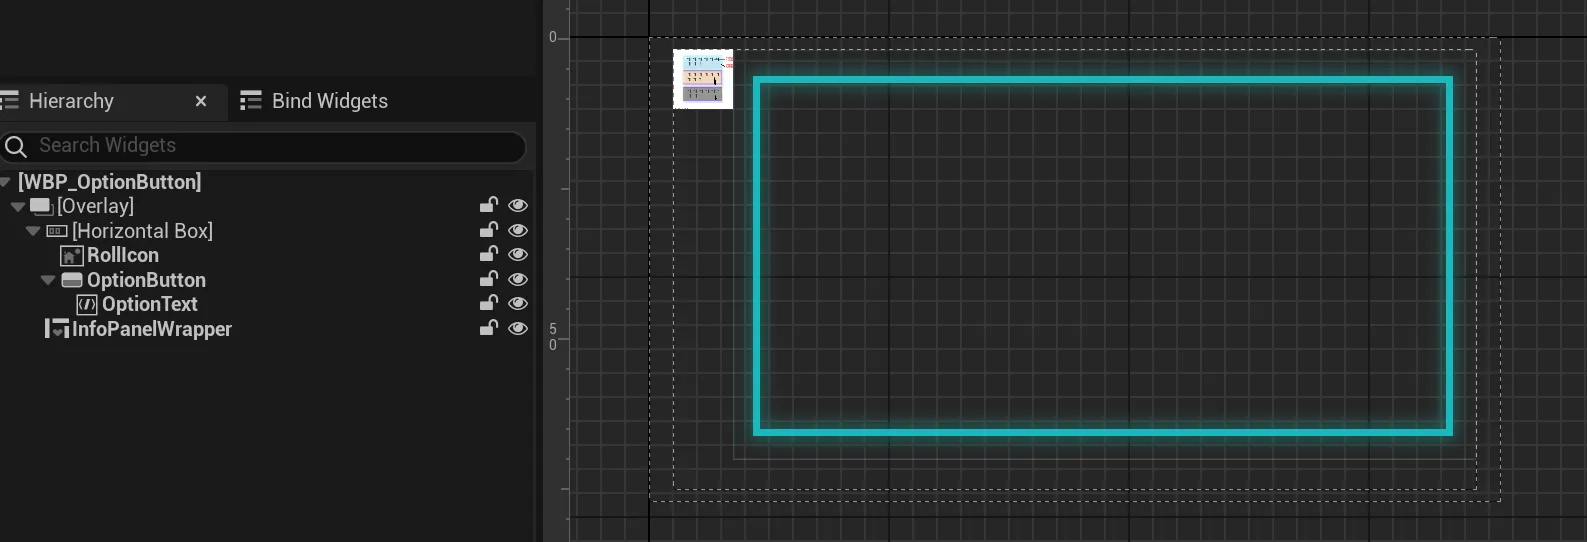 Hierarchy
Bind Widgets
Search Widgets
[WBP_OptionButton]
[Overlay]
[Horizontal Box]
RollIcon
OptionButton
OptionText
InfoPanelWrapper
0
5
0